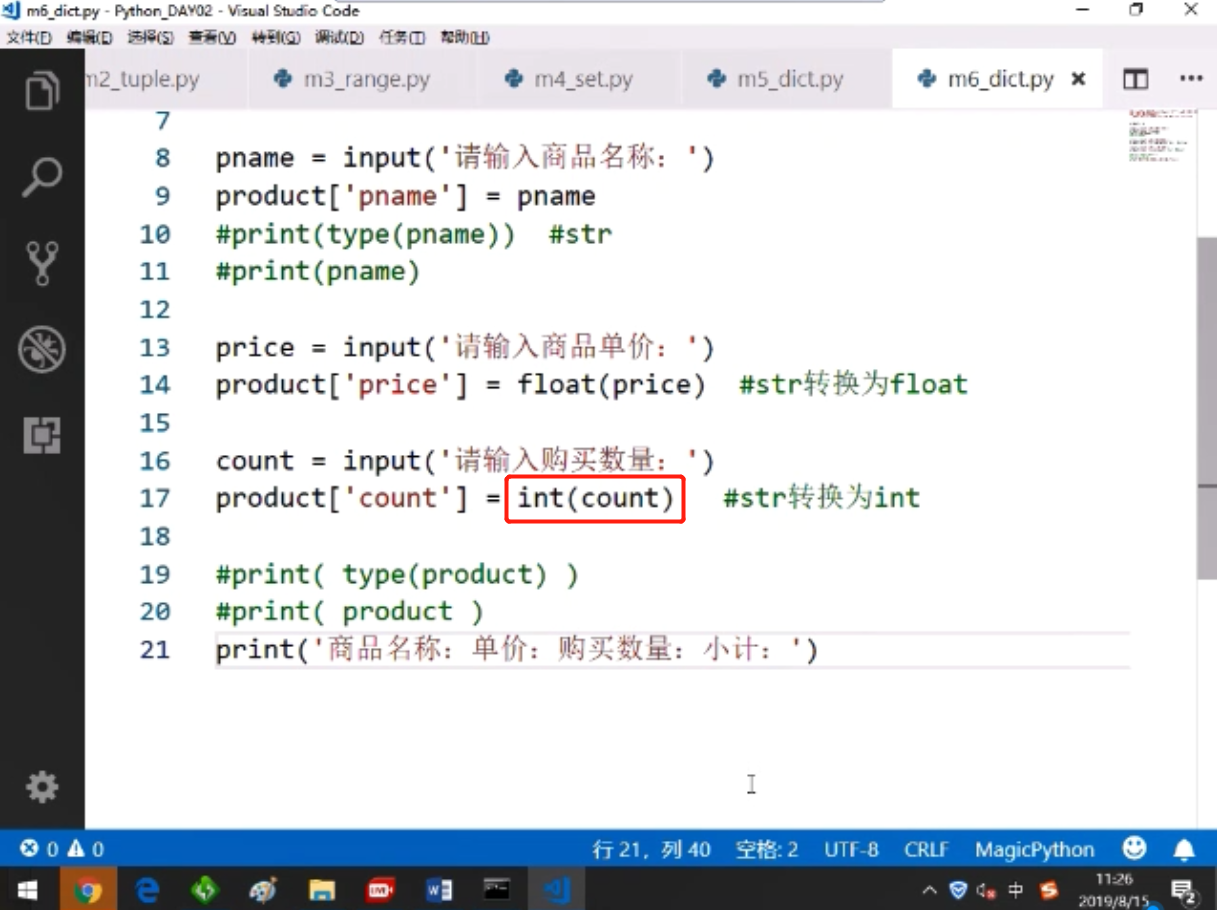 m6_dict.py - Python_DAY02 - Visual Studio Code
文件(F) 编辑(E) 选择(S) 查看(V) 转到(G) 调试(D) 任务(T) 帮助(H)
m2_tuple.py m3_range.py m4_set.py m5_dict.py m6_dict.py
7
8 pname = input('请输入商品名称：')
9 product['pname'] = pname
10 #print(type(pname))  #str
11 #print(pname)
12
13 price = input('请输入商品单价：')
14 product['price'] = float(price)  #str转换为float
15
16 count = input('请输入购买数量：')
17 product['count'] = int(count)   #str转换为int
18
19 #print( type(product) )
20 #print( product )
21 print('商品名称：单价：购买数量：小计：')
0 0 行 21，列 40 空格: 2 UTF-8 CRLF MagicPython
中 11:26
2019/8/15 2